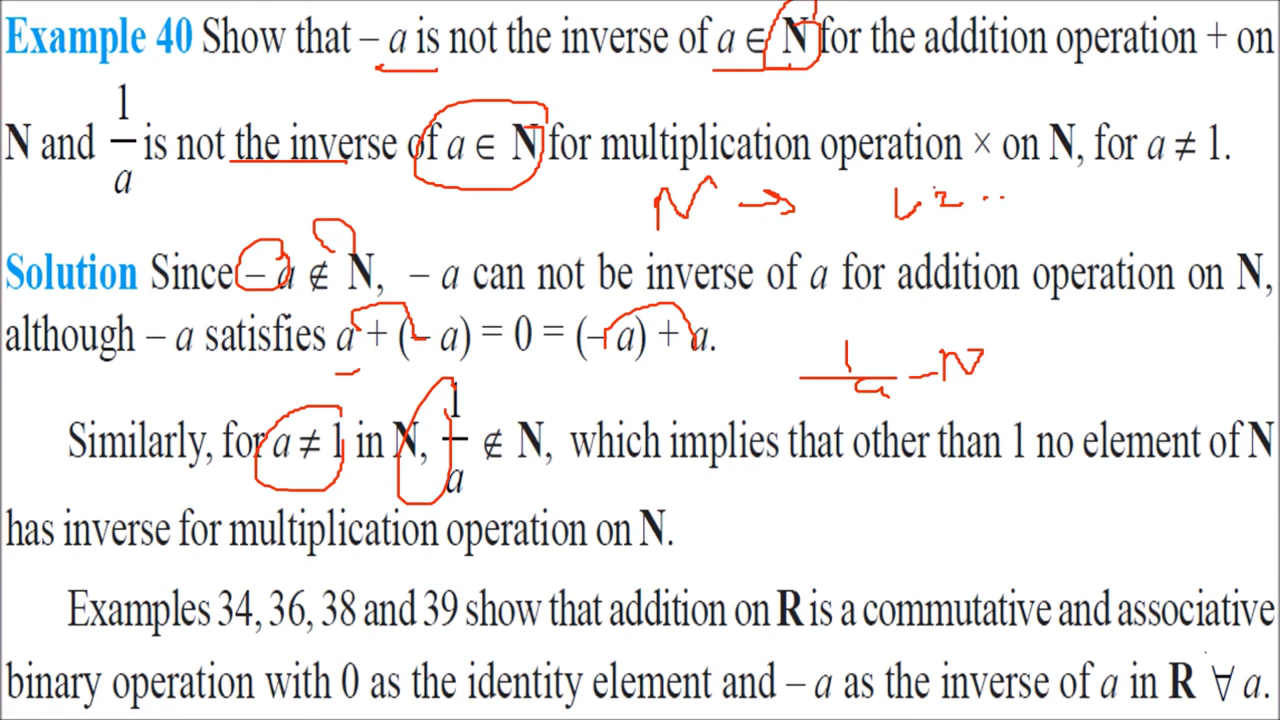 Example 40 Show that – a is not the inverse of a ∈ N for the addition operation + on
N and 1/a is not the inverse of a ∈ N for multiplication operation × on N, for a ≠ 1.
N → 1, 2 ..
Solution Since – a ∉ N, – a can not be inverse of a for addition operation on N,
although – a satisfies a + (– a) = 0 = (– a) + a.
1/a – N
Similarly, for a ≠ 1 in N, 1/a ∉ N, which implies that other than 1 no element of N
has inverse for multiplication operation on N.
Examples 34, 36, 38 and 39 show that addition on R is a commutative and associative
binary operation with 0 as the identity element and – a as the inverse of a in R ∀ a.